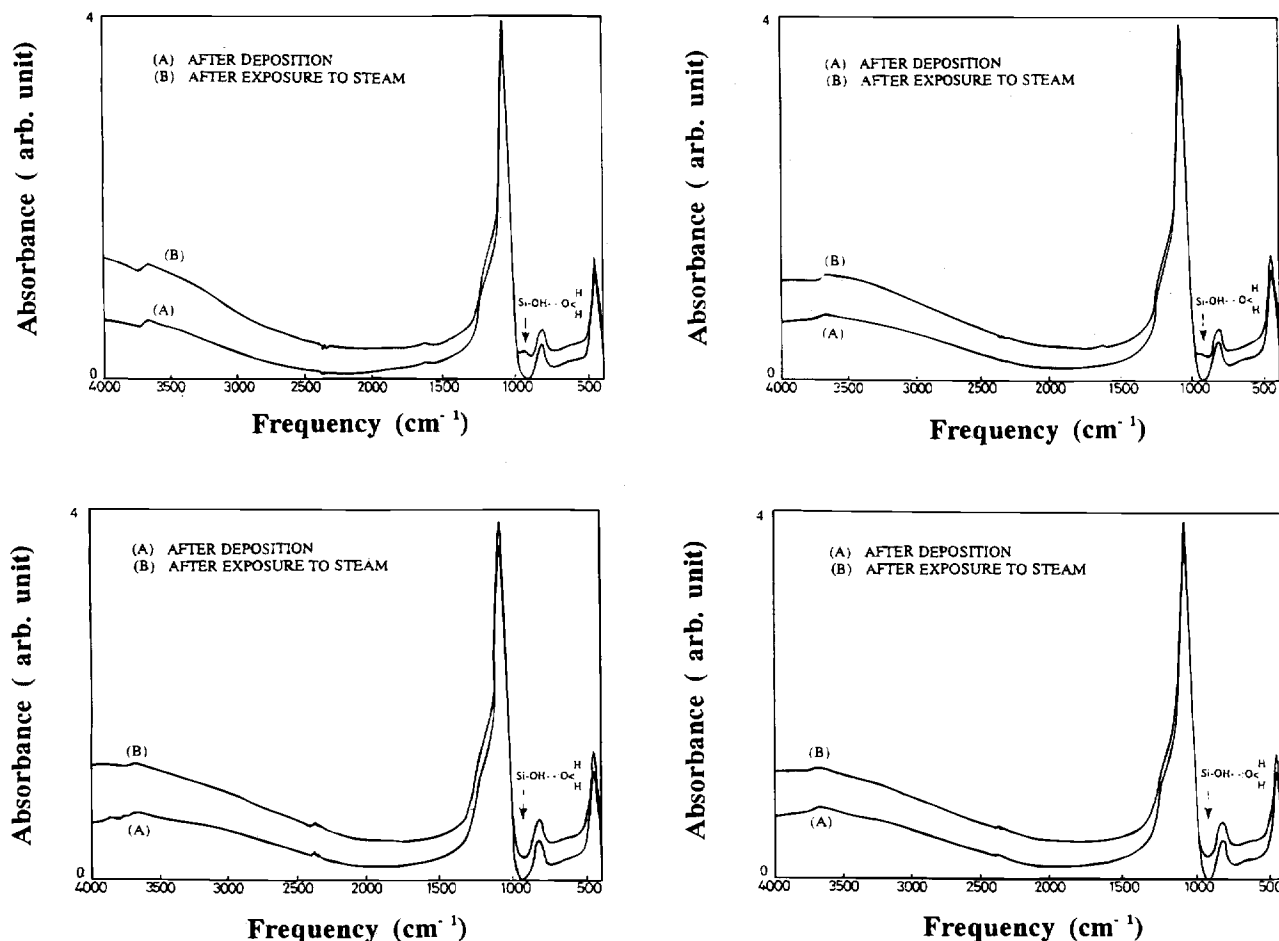 4
(A) AFTER DEPOSITION
(B) AFTER EXPOSURE TO STEAM
Absorbance ( arb. unit)
(B)
(A)
H
Si-OH- - O<
H
0
4000 3500 3000 2500 2000 1500 1000 500
Frequency (cm⁻¹)
4
(A) AFTER DEPOSITION
(B) AFTER EXPOSURE TO STEAM
Absorbance ( arb. unit)
(B)
(A)
H
Si-OH- - O<
H
0
4000 3500 3000 2500 2000 1500 1000 500
Frequency (cm⁻¹)
4
(A) AFTER DEPOSITION
(B) AFTER EXPOSURE TO STEAM
Absorbance ( arb. unit)
(B)
(A)
H
Si-OH- - O<
H
0
4000 3500 3000 2500 2000 1500 1000 500
Frequency (cm⁻¹)
4
(A) AFTER DEPOSITION
(B) AFTER EXPOSURE TO STEAM
Absorbance ( arb. unit)
(B)
(A)
H
Si-OH- - O<
H
0
4000 3500 3000 2500 2000 1500 1000 500
Frequency (cm⁻¹)